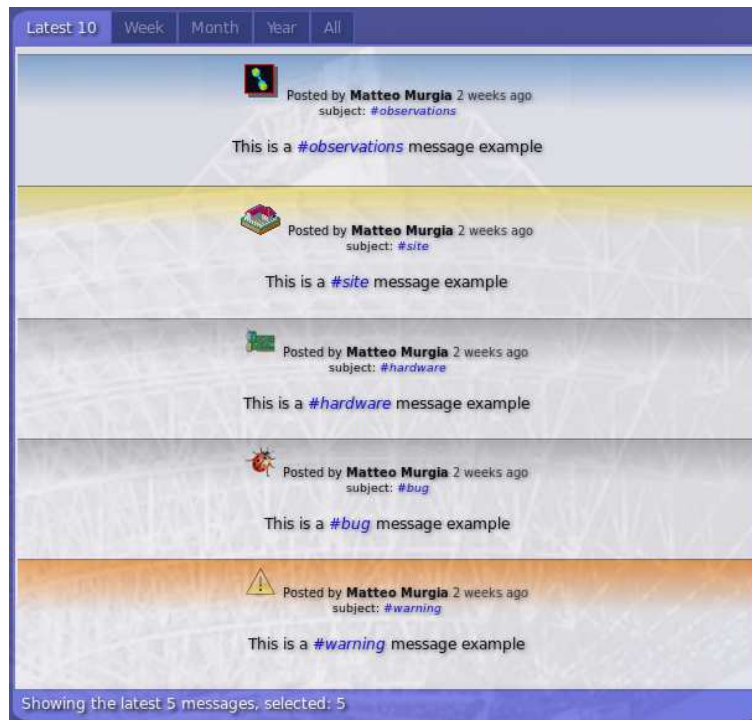 Latest 10 Week Month Year All
Posted by Matteo Murgia 2 weeks ago
subject: #observations
This is a #observations message example
Posted by Matteo Murgia 2 weeks ago
subject: #site
This is a #site message example
Posted by Matteo Murgia 2 weeks ago
subject: #hardware
This is a #hardware message example
Posted by Matteo Murgia 2 weeks ago
subject: #bug
This is a #bug message example
Posted by Matteo Murgia 2 weeks ago
subject: #warning
This is a #warning message example
Showing the latest 5 messages, selected: 5